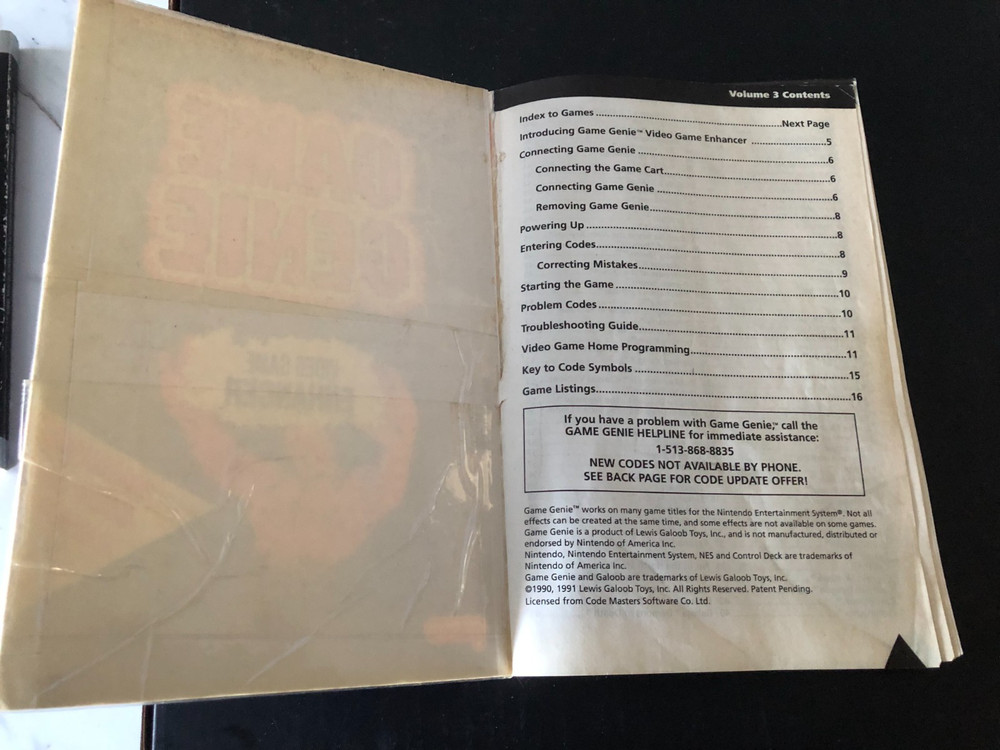 Volume 3 Contents
Index to Games ...............Next Page
Introducing Game Genie™ Video Game Enhancer ...............5
Connecting Game Genie ...............6
Connecting the Game Cart...............6
Connecting Game Genie ...............6
Removing Game Genie...............8
Powering Up ...............8
Entering Codes...............8
Correcting Mistakes...............9
Starting the Game ...............10
Problem Codes ...............10
Troubleshooting Guide...............11
Video Game Home Programming...............11
Key to Code Symbols ...............15
Game Listings...............16
If you have a problem with Game Genie,™ call the
GAME GENIE HELPLINE for immediate assistance:
1-513-868-8835
NEW CODES NOT AVAILABLE BY PHONE.
SEE BACK PAGE FOR CODE UPDATE OFFER!
Game Genie™ works on many game titles for the Nintendo Entertainment System®. Not all
effects can be created at the same time, and some effects are not available on some games.
Game Genie is a product of Lewis Galoob Toys, Inc., and is not manufactured, distributed or
endorsed by Nintendo of America Inc.
Nintendo, Nintendo Entertainment System, NES and Control Deck are trademarks of
Nintendo of America Inc.
Game Genie and Galoob are trademarks of Lewis Galoob Toys, Inc.
©1990, 1991 Lewis Galoob Toys, Inc. All Rights Reserved. Patent Pending.
Licensed from Code Masters Software Co. Ltd.
GAME
GENIE
VIDEO GAME
ENHANCER